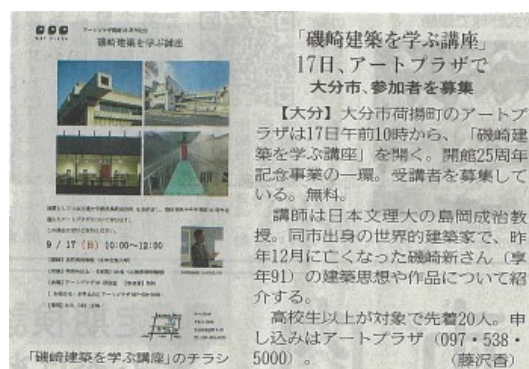 「磯崎建築を学ぶ講座」
17日、アートプラザで
大分市、参加者を募集
【大分】大分市荷揚町のアートプ
ラザは17日午前10時から、「磯崎建
築を学ぶ講座」を開く。開館25周年
記念事業の一環。受講者を募集して
いる。無料。
講師は日本文理大の島岡成治教
授。同市出身の世界的建築家で、昨
年12月に亡くなった磯崎新さん(享
年91)の建築思想や作品について紹
介する。
高校生以上が対象で先着20人。申
し込みはアートプラザ(097・538・
5000)。 (藤沢香)
磯崎建築を学ぶ講座
9 / 17 (日) 10:00~12:00
「磯崎建築を学ぶ講座」のチラシ